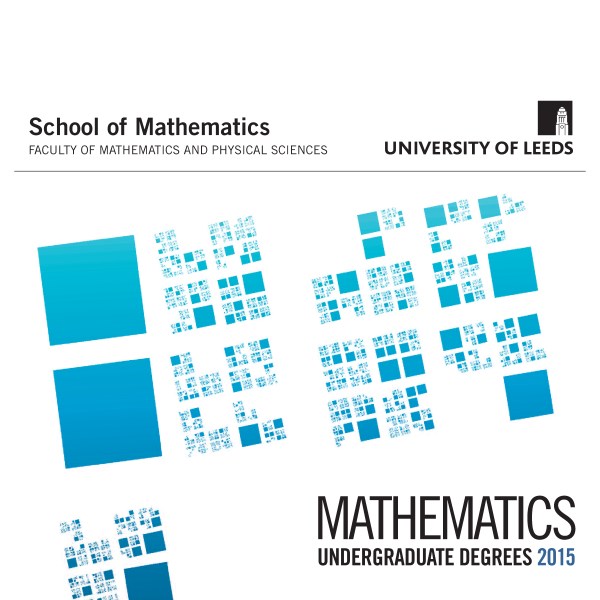 School of Mathematics
FACULTY OF MATHEMATICS AND PHYSICAL SCIENCES
UNIVERSITY OF LEEDS
MATHEMATICS
UNDERGRADUATE DEGREES 2015